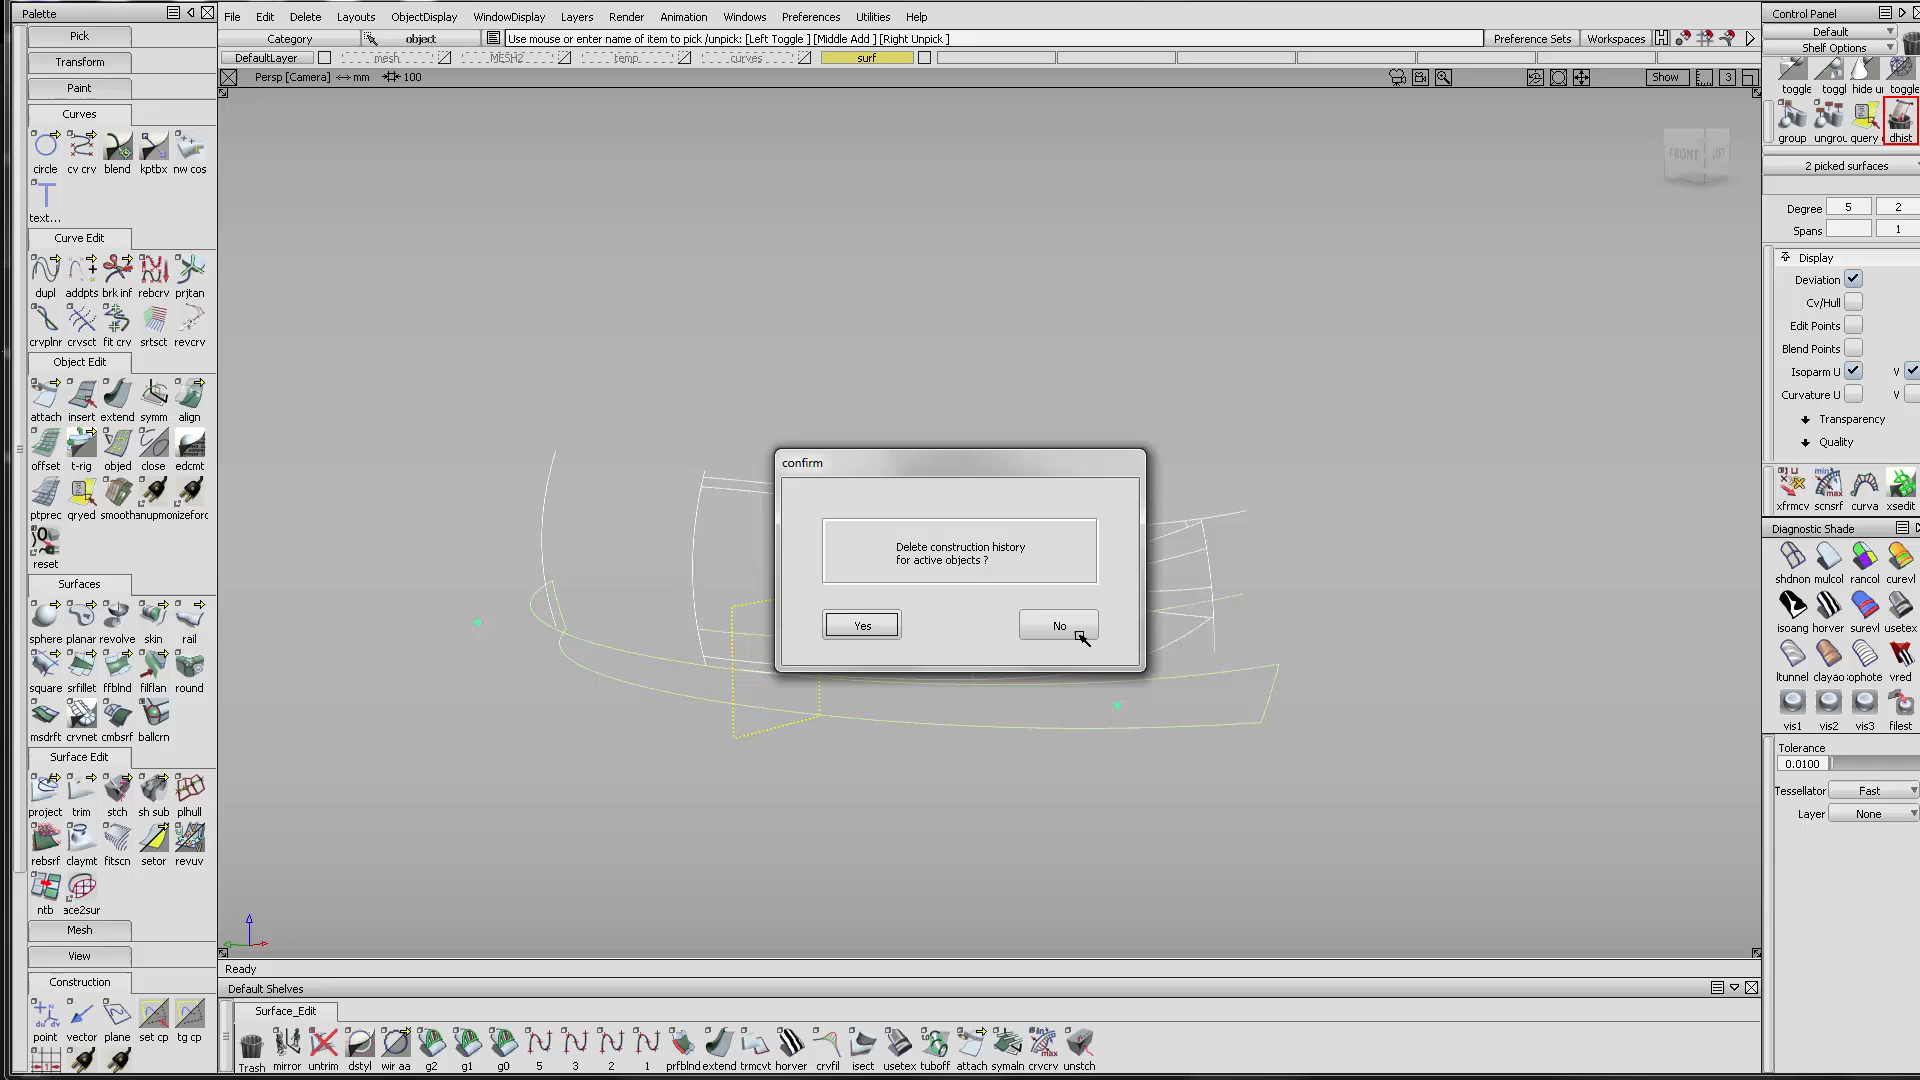 Palette
Pick
Transform
Paint
Curves
circle cv crv blend kptbx nw cos
text...
Curve Edit
dupl addpts brk inf rebcrv prjtan
crvplnr crvsct fit crv srtsct revcrv
Object Edit
attach insert extend symm align
offset t-rig objed close edcmt
ptprec qryed smooth anupmo nizeforc
reset
Surfaces
sphere planar revolve skin rail
square srfillet ffblnd filflan round
msdrft crvnet cmbsrf ballcrn
Surface Edit
project trim stch sh sub plhull
rebsrf claymt fitscn setor revuv
ntb ace2sur
Mesh
View
Construction
point vector plane set cp tg cp
File Edit Delete Layouts ObjectDisplay WindowDisplay Layers Render Animation Windows Preferences Utilities Help
Category object Use mouse or enter name of item to pick /unpick: [Left Toggle ] [Middle Add ] [Right Unpick ] Preference Sets Workspaces
DefaultLayer mesh MESH2 temp curves surf
Persp [Camera] mm 100 Show 3
FRONT
confirm
Delete construction history
for active objects ?
Yes No
Ready
Default Shelves
Surface_Edit
Trash mirror untrim dstyl wir aa g2 g1 g0 5 3 2 1 prfblnd extend trmcvt horver crvfil isect usetex tuboff attach symaln crvcrv unstch
Control Panel
Default
Shelf Options
toggle toggl hide u toggle
group ungrou query dhist
2 picked surfaces
Degree 5 2
Spans 1
Display
Deviation
Cv/Hull
Edit Points
Blend Points
Isoparm U V
Curvature U V
Transparency
Quality
xfrmcv scnsrf curva xsedit
Diagnostic Shade
shdnon mulcol rancol curevl
isoang horver surevl usetex
ltunnel clayao sophote vred
vis1 vis2 vis3 filest
Tolerance
0.0100
Tessellator Fast
Layer None